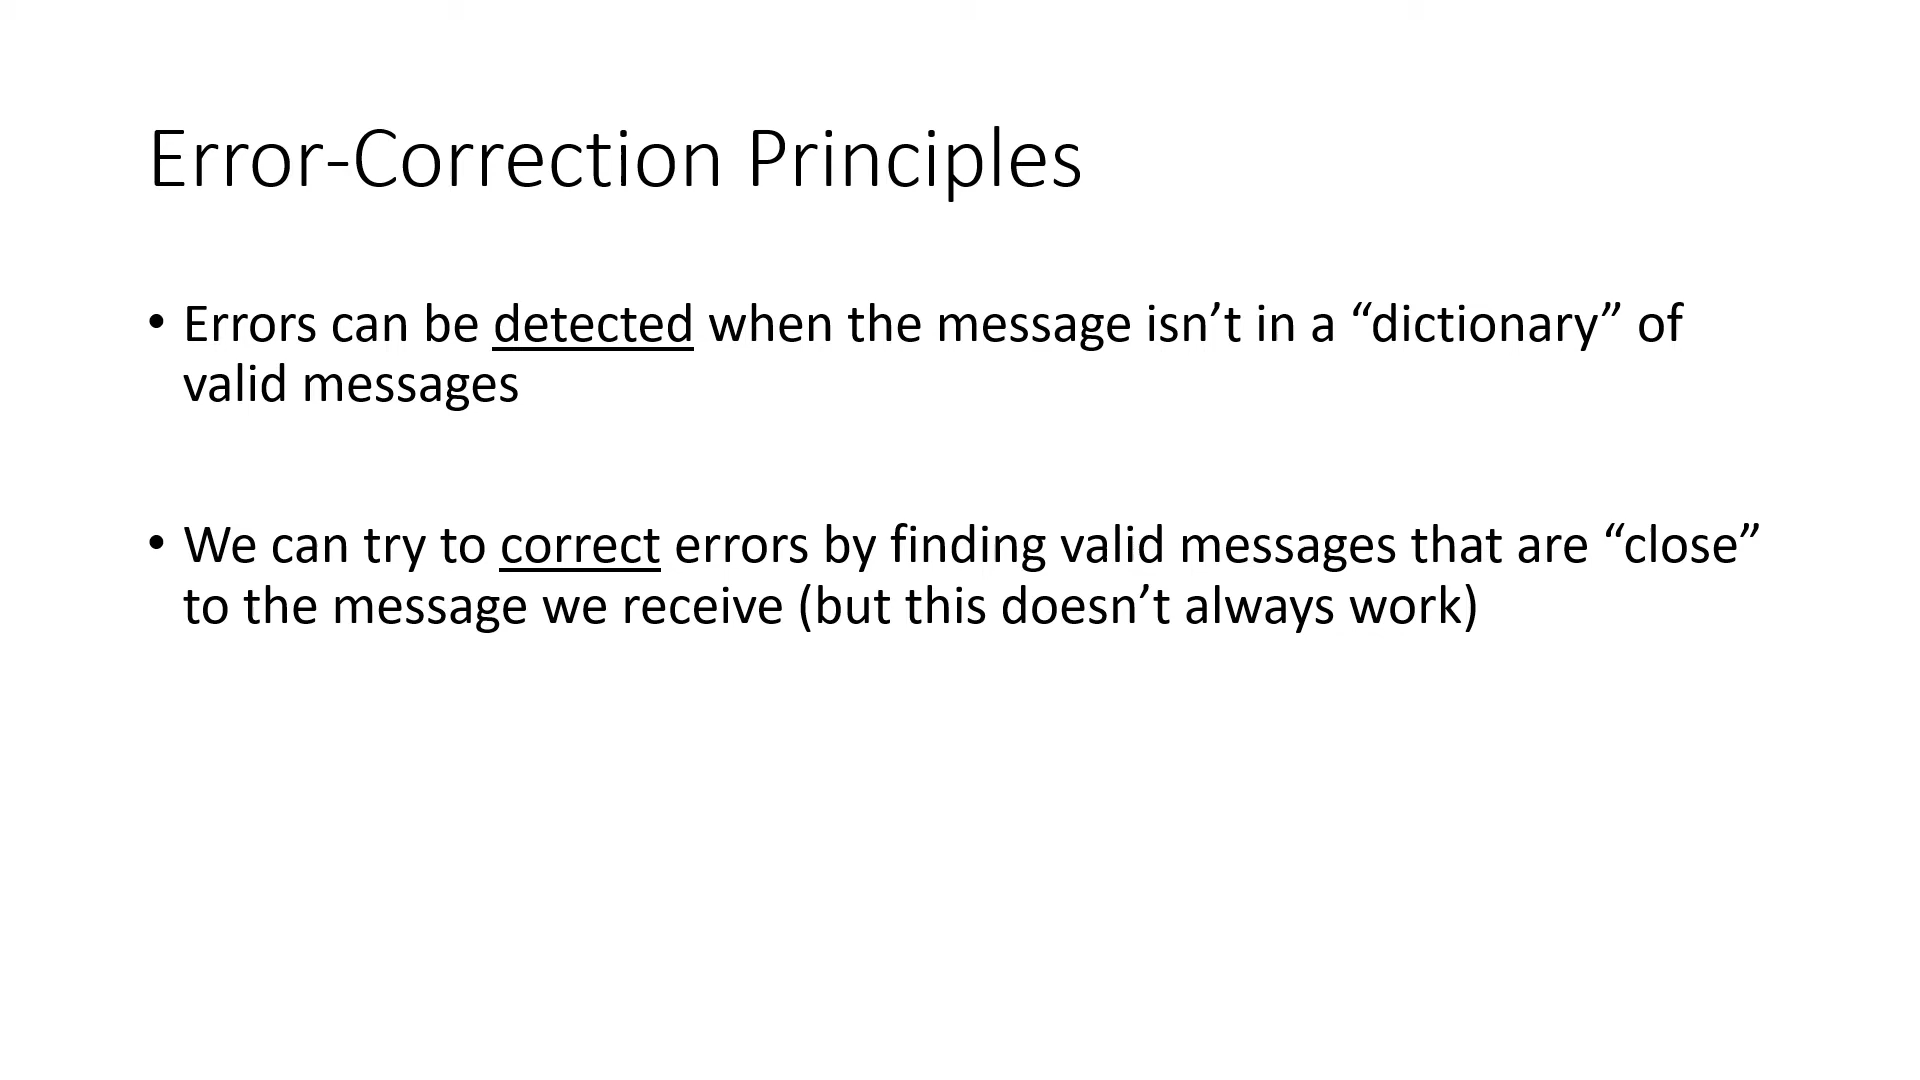 Error-Correction Principles
• Errors can be detected when the message isn’t in a “dictionary” of
valid messages
• We can try to correct errors by finding valid messages that are “close”
to the message we receive (but this doesn’t always work)